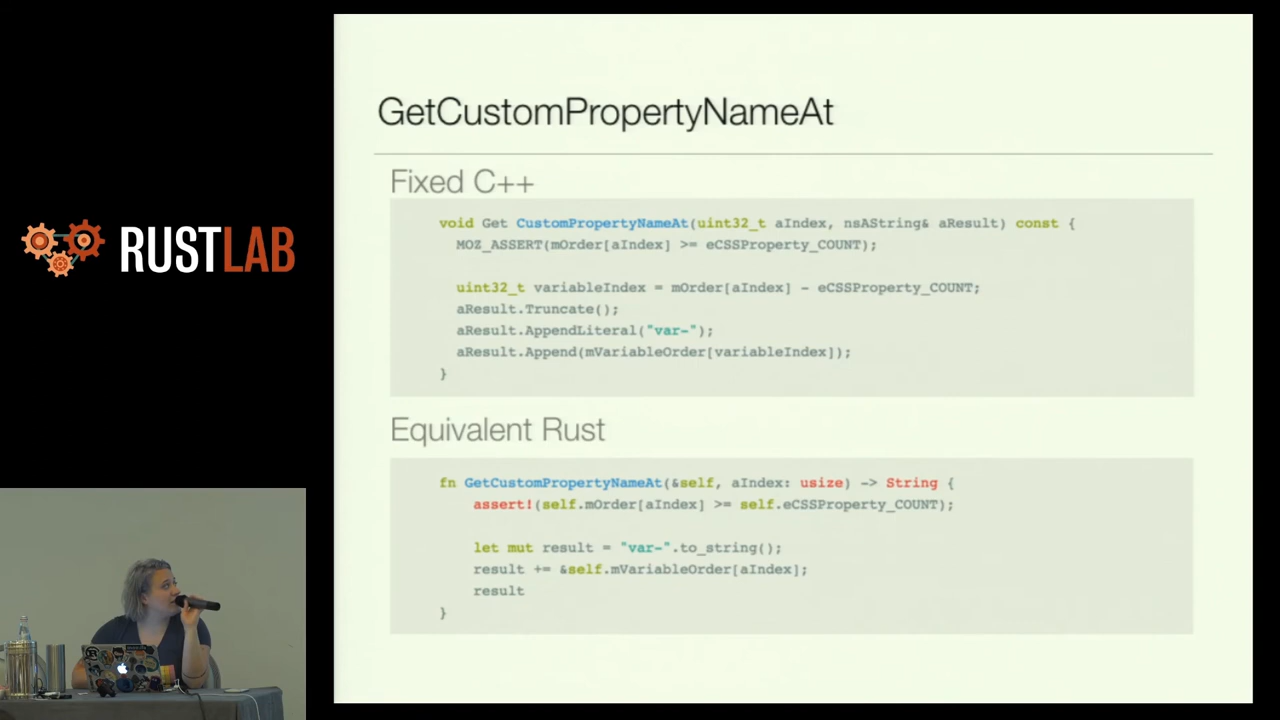 RUSTLAB
GetCustomPropertyNameAt
Fixed C++
void Get CustomPropertyNameAt(uint32_t aIndex, nsAString& aResult) const {
MOZ_ASSERT(mOrder[aIndex] >= eCSSProperty_COUNT);
uint32_t variableIndex = mOrder[aIndex] - eCSSProperty_COUNT;
aResult.Truncate();
aResult.AppendLiteral("var-");
aResult.Append(mVariableOrder[variableIndex]);
}
Equivalent Rust
fn GetCustomPropertyNameAt(&self, aIndex: usize) -> String {
assert!(self.mOrder[aIndex] >= self.eCSSProperty_COUNT);
let mut result = "var-".to_string();
result += &self.mVariableOrder[aIndex];
result
}